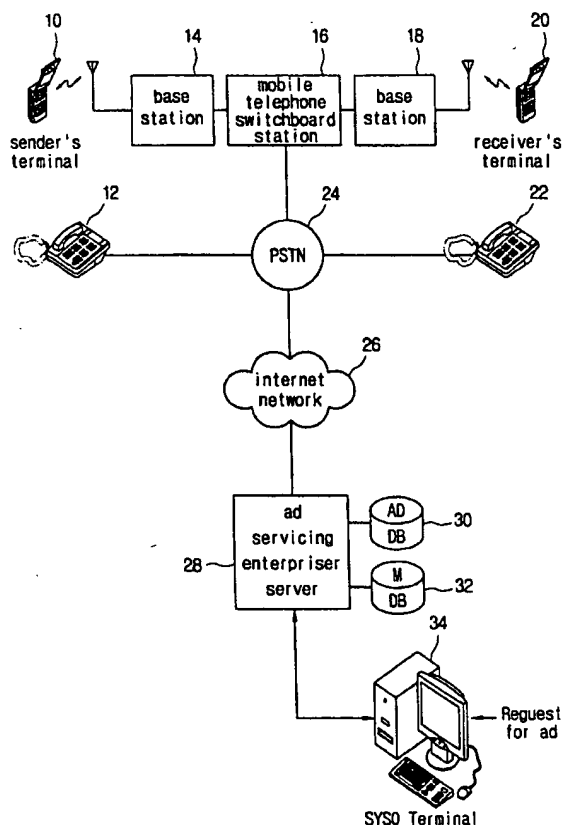 10
14
16
18
20
base
station
mobile
telephone
switchboard
station
base
station
sender's
terminal
receiver's
terminal
12
24
22
PSTN
26
internet
network
ad
servicing
enterpriser
server
28
AD
DB
30
M
DB
32
34
Reguest
for ad
SYSO Terminal